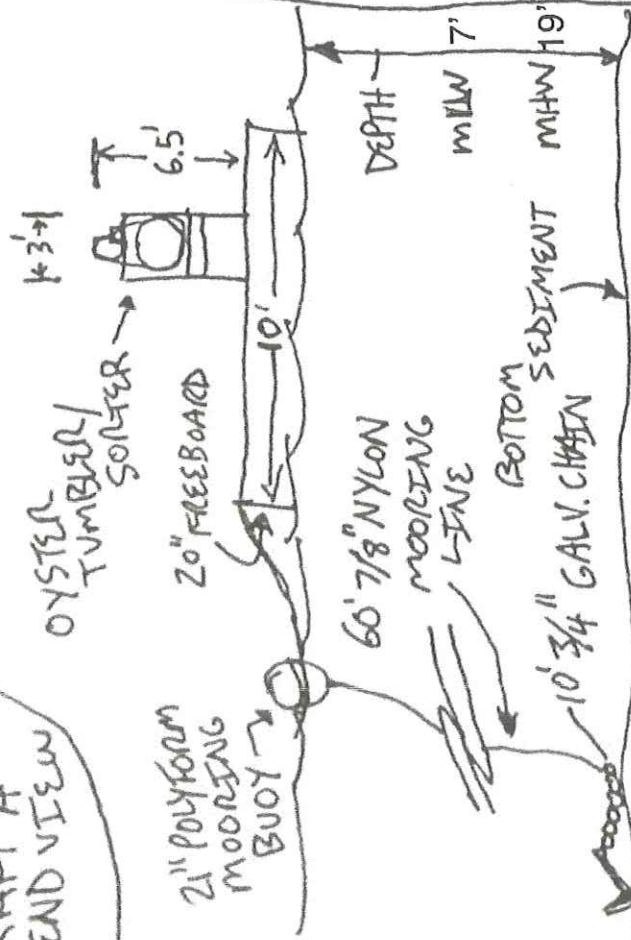 RAFT A
END VIEW
OYSTER
TUMBLER/
SORTER
3'
6.5'
20" FREEBOARD
10'
21" POLYFORM
MOORING
BUOY
60' 7/8" NYLON
MOORING
LINE
DEPTH
MLW 7'
MHW 19'
BOTTOM
SEDIMENT
10' 3/4" GALV. CHAIN